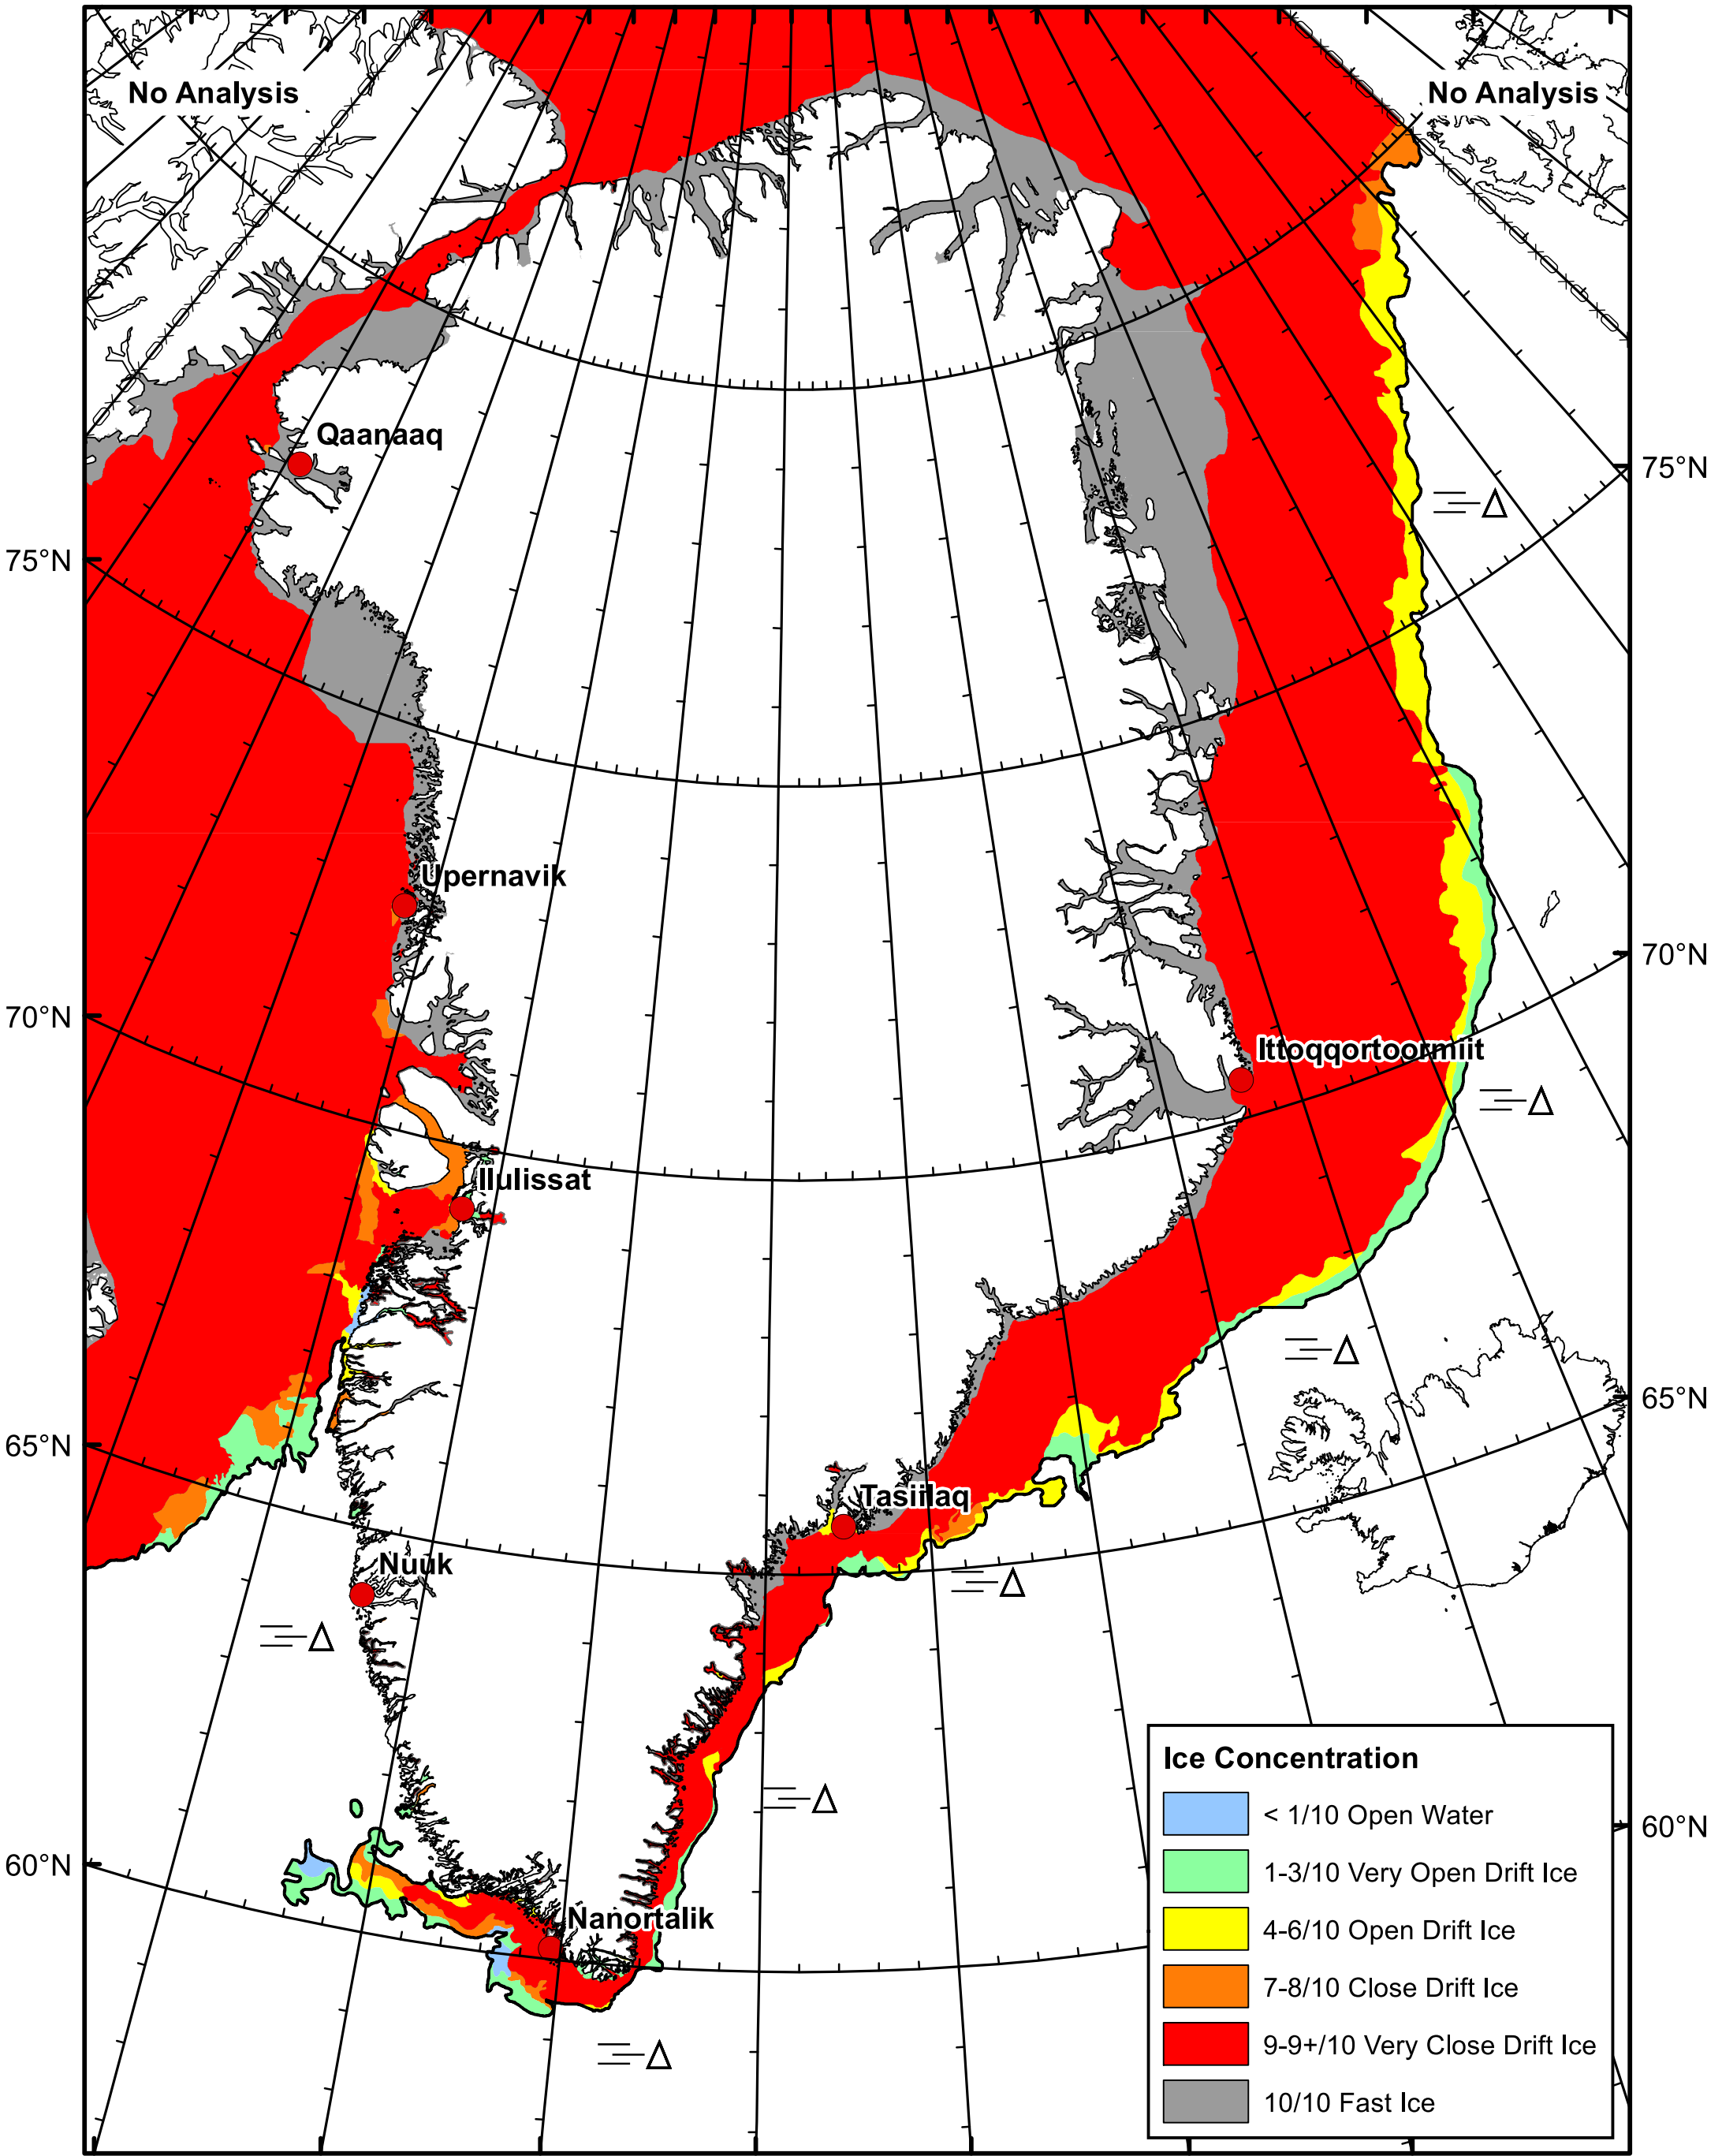 No Analysis
No Analysis
Qaanaaq
75°N
75°N
Upernavik
70°N
70°N
Ittoqqortoormiit
Ilulissat
65°N
65°N
Tasiilaq
Nuuk
Ice Concentration
< 1/10 Open Water
60°N
1-3/10 Very Open Drift Ice
60°N
Nanortalik
4-6/10 Open Drift Ice
7-8/10 Close Drift Ice
9-9+/10 Very Close Drift Ice
10/10 Fast Ice